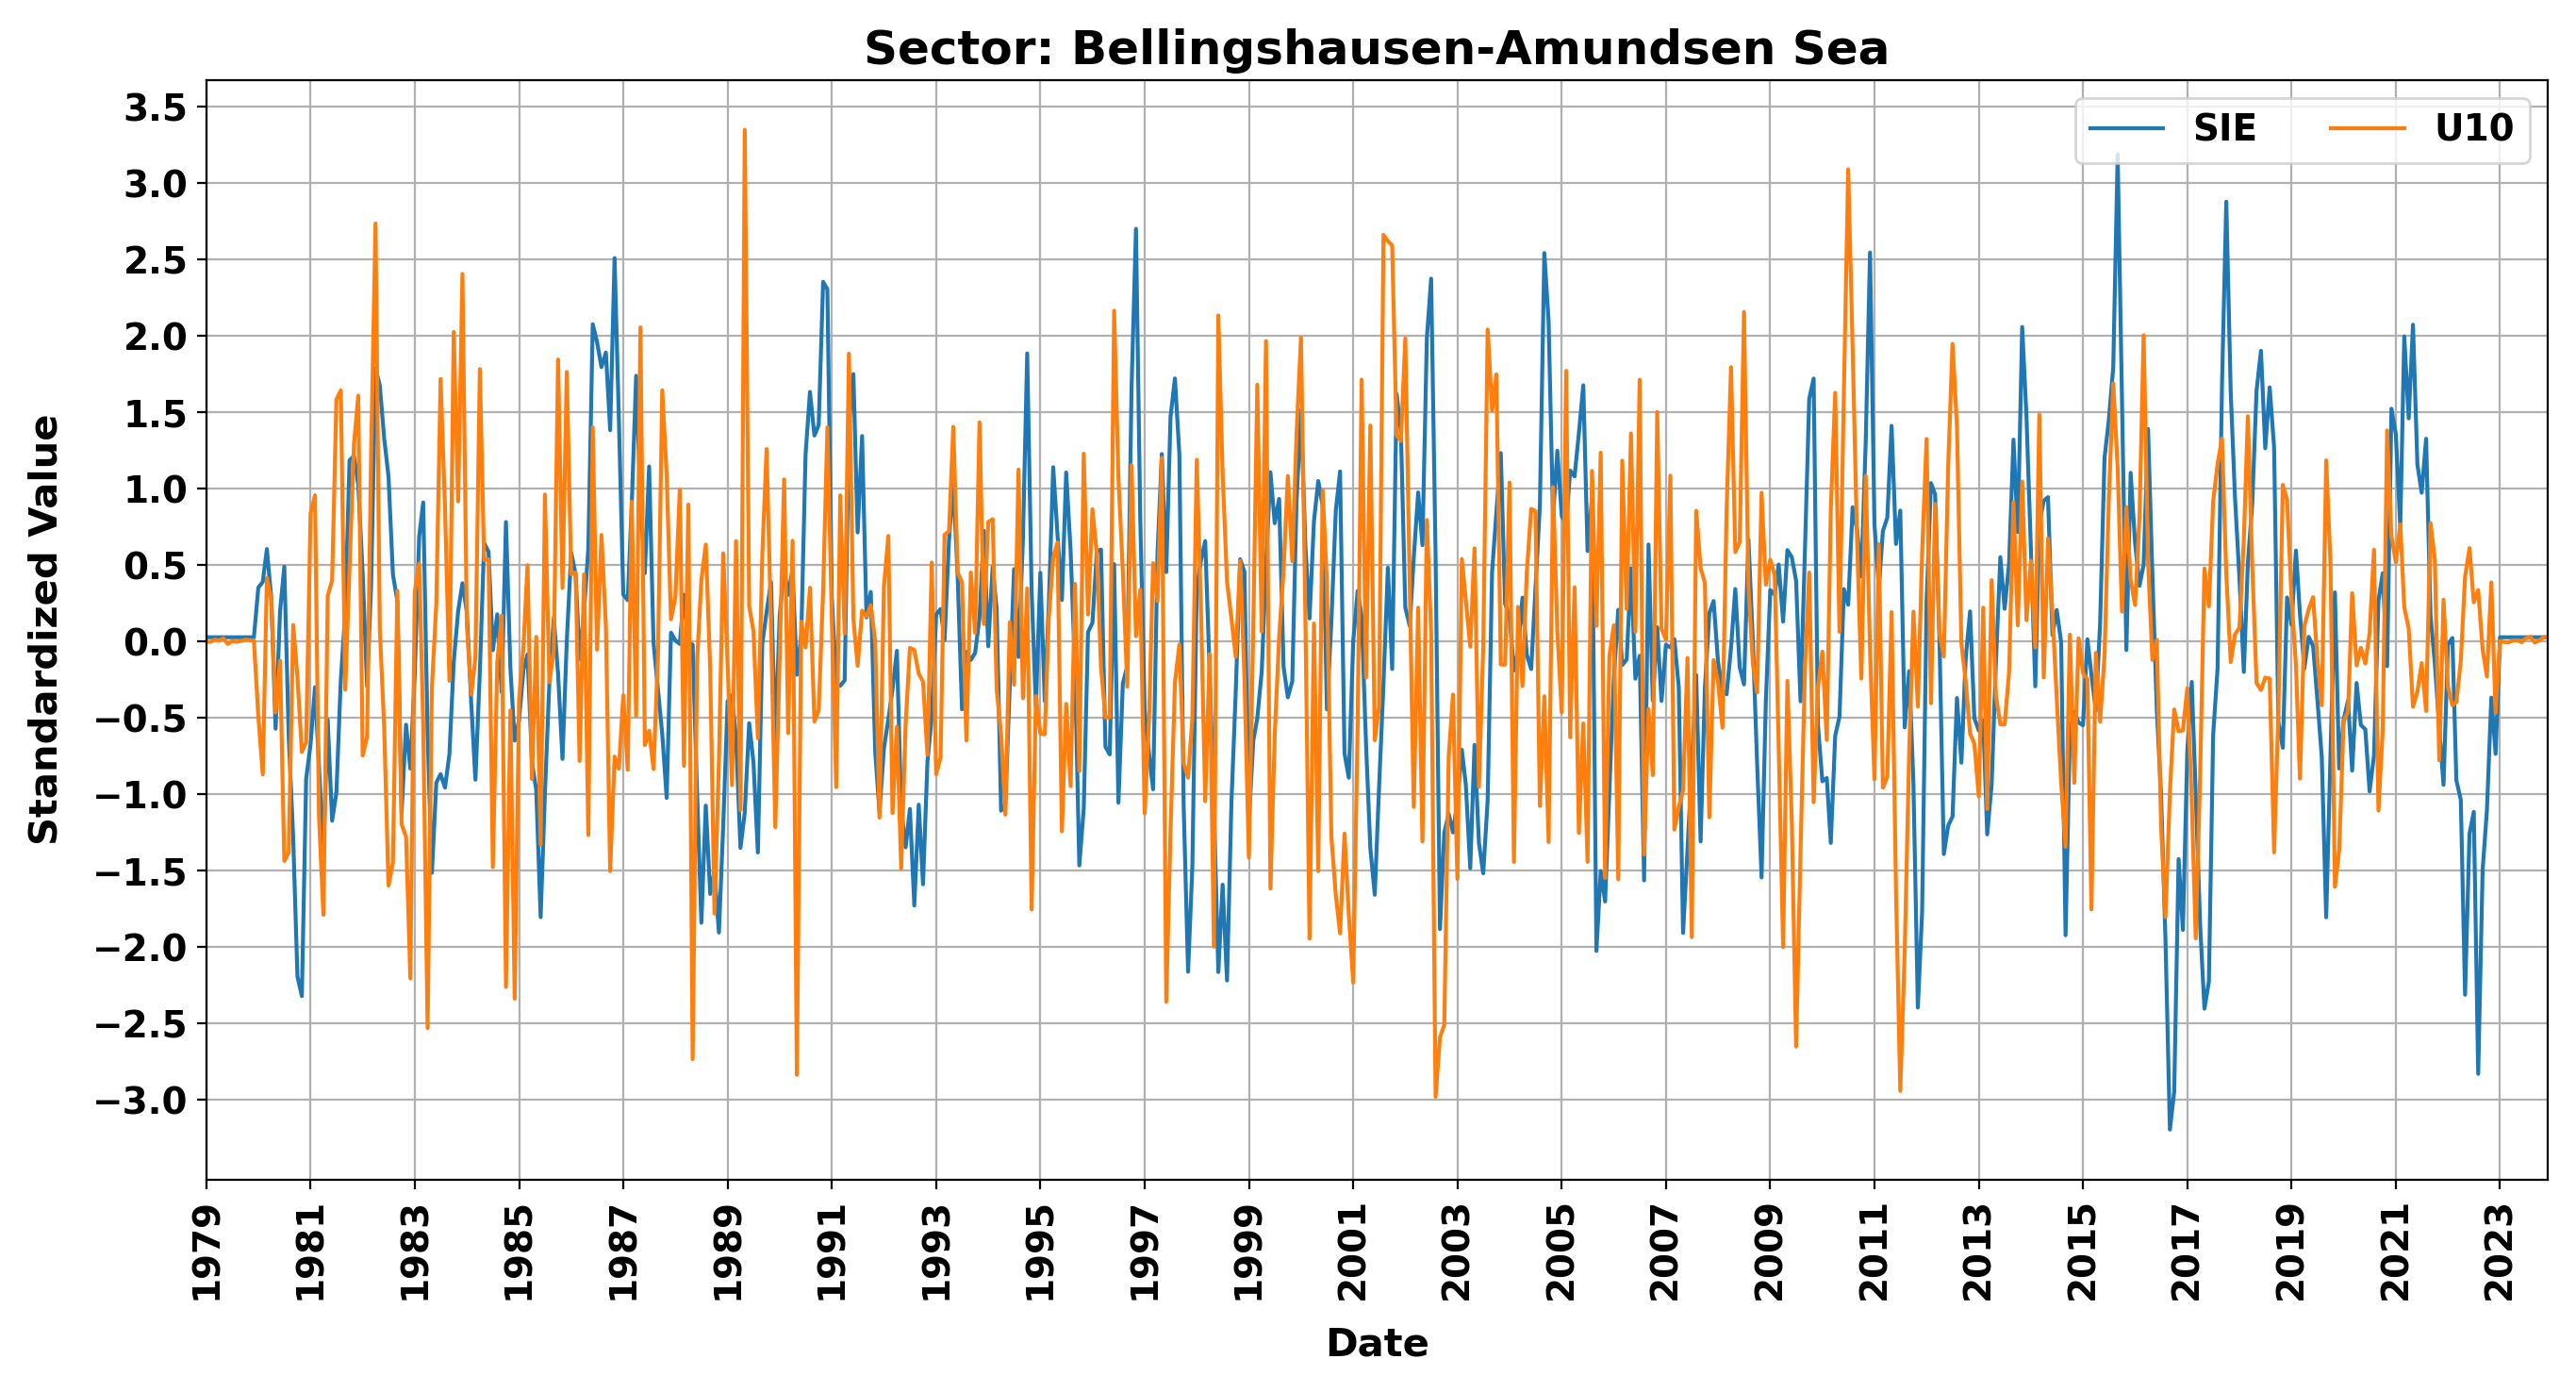 Sector: Bellingshausen-Amundsen Sea
SIE U10
Standardized Value
3.5
3.0
2.5
2.0
1.5
1.0
0.5
0.0
−0.5
−1.0
−1.5
−2.0
−2.5
−3.0
1979 1981 1983 1985 1987 1989 1991 1993 1995 1997 1999 2001 2003 2005 2007 2009 2011 2013 2015 2017 2019 2021 2023
Date